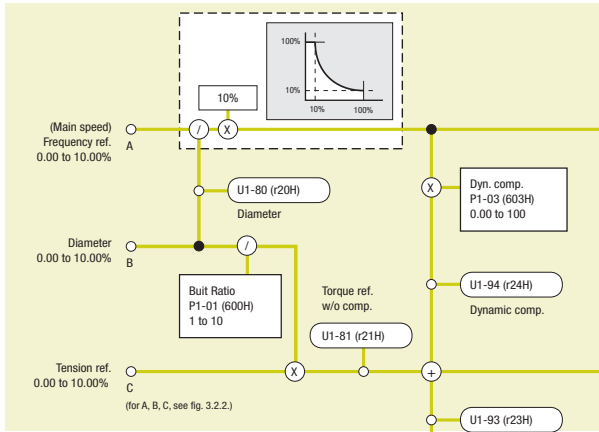 100%
10%
10%
100%
10%
(Main speed)
Frequency ref.
0.00 to 10.00%
A
/
X
U1-80 (r20H)
Diameter
X
Dyn. comp.
P1-03 (603H)
0.00 to 100
Diameter
0.00 to 10.00%
B
/
Buit Ratio
P1-01 (600H)
1 to 10
Torque ref.
w/o comp.
U1-81 (r21H)
U1-94 (r24H)
Dynamic comp.
Tension ref.
0.00 to 10.00%
C
(for A, B, C, see fig. 3.2.2.)
X
+
U1-93 (r23H)